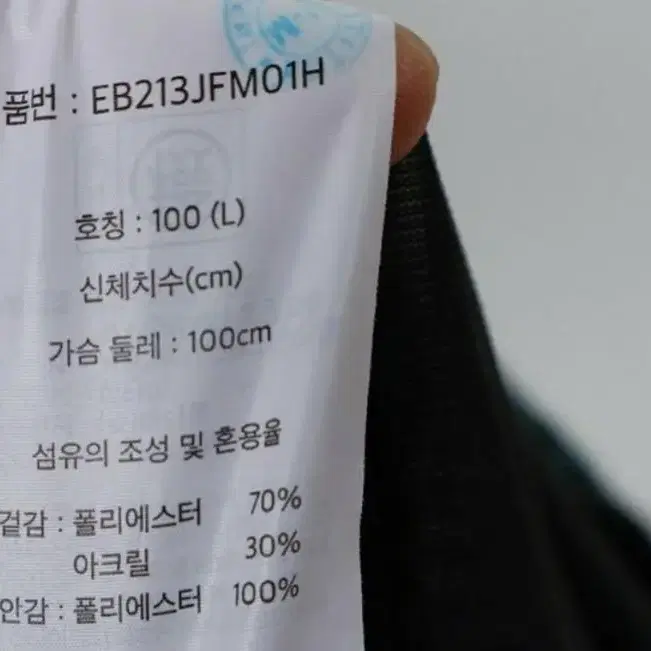 품번 : EB213JFM01H
호칭 : 100 (L)
신체치수(cm)
가슴 둘레 : 100cm
섬유의 조성 및 혼용율
겉감 : 폴리에스터 70%
아크릴 30%
안감 : 폴리에스터 100%